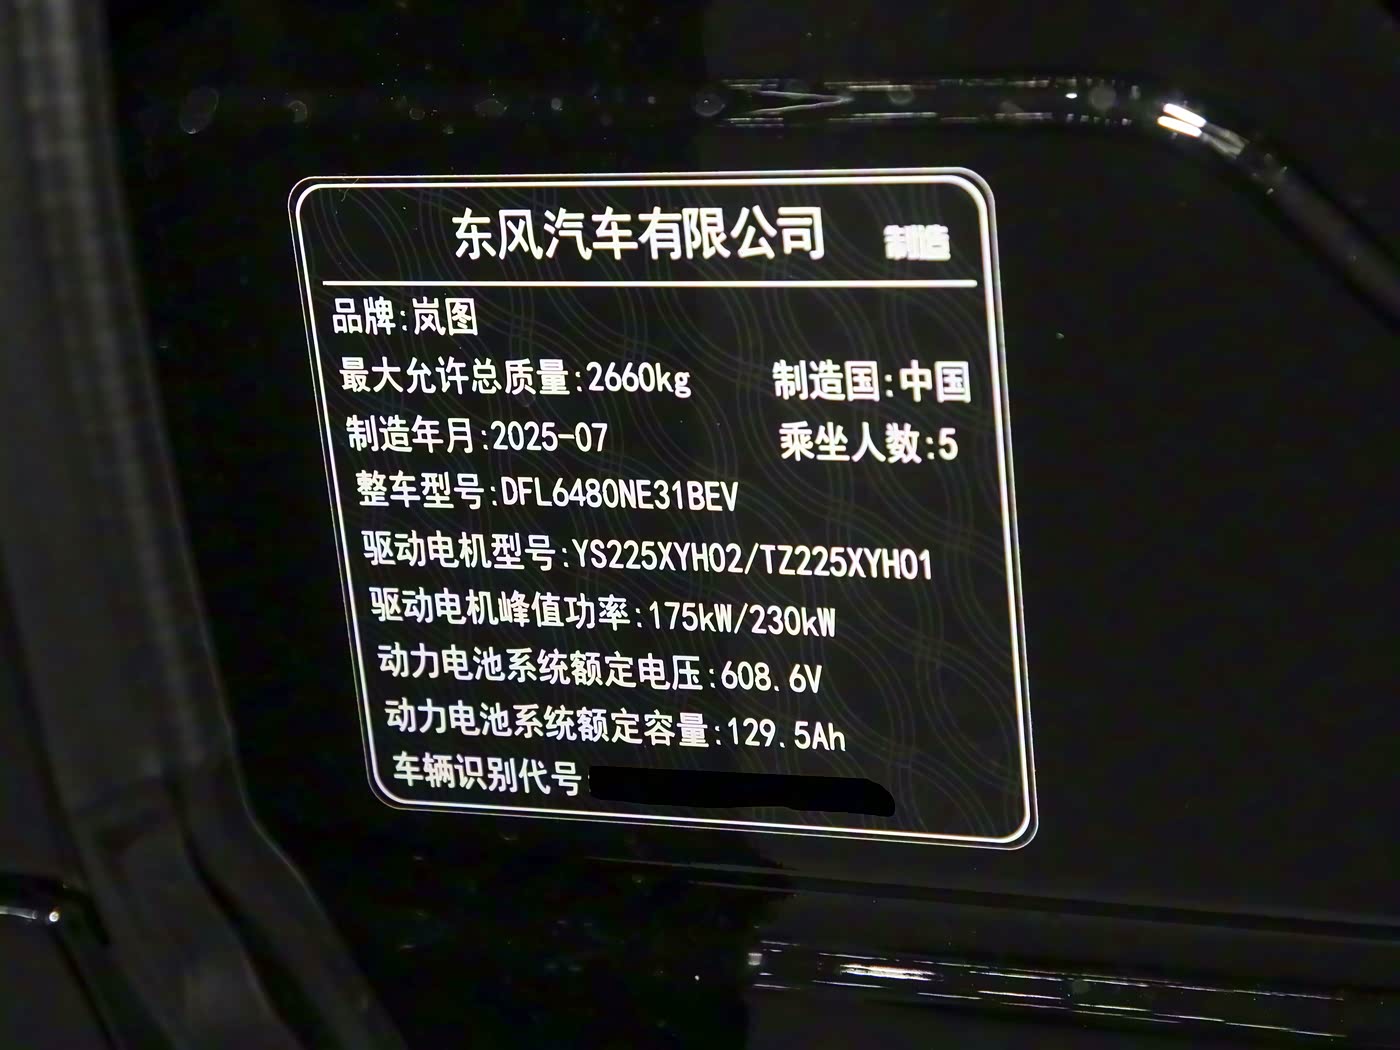 东风汽车有限公司 制造
品牌:岚图
最大允许总质量:2660kg 制造国:中国
制造年月:2025-07 乘坐人数:5
整车型号:DFL6480NE31BEV
驱动电机型号:YS225XYH02/TZ225XYH01
驱动电机峰值功率:175kW/230kW
动力电池系统额定电压:608.6V
动力电池系统额定容量:129.5Ah
车辆识别代号